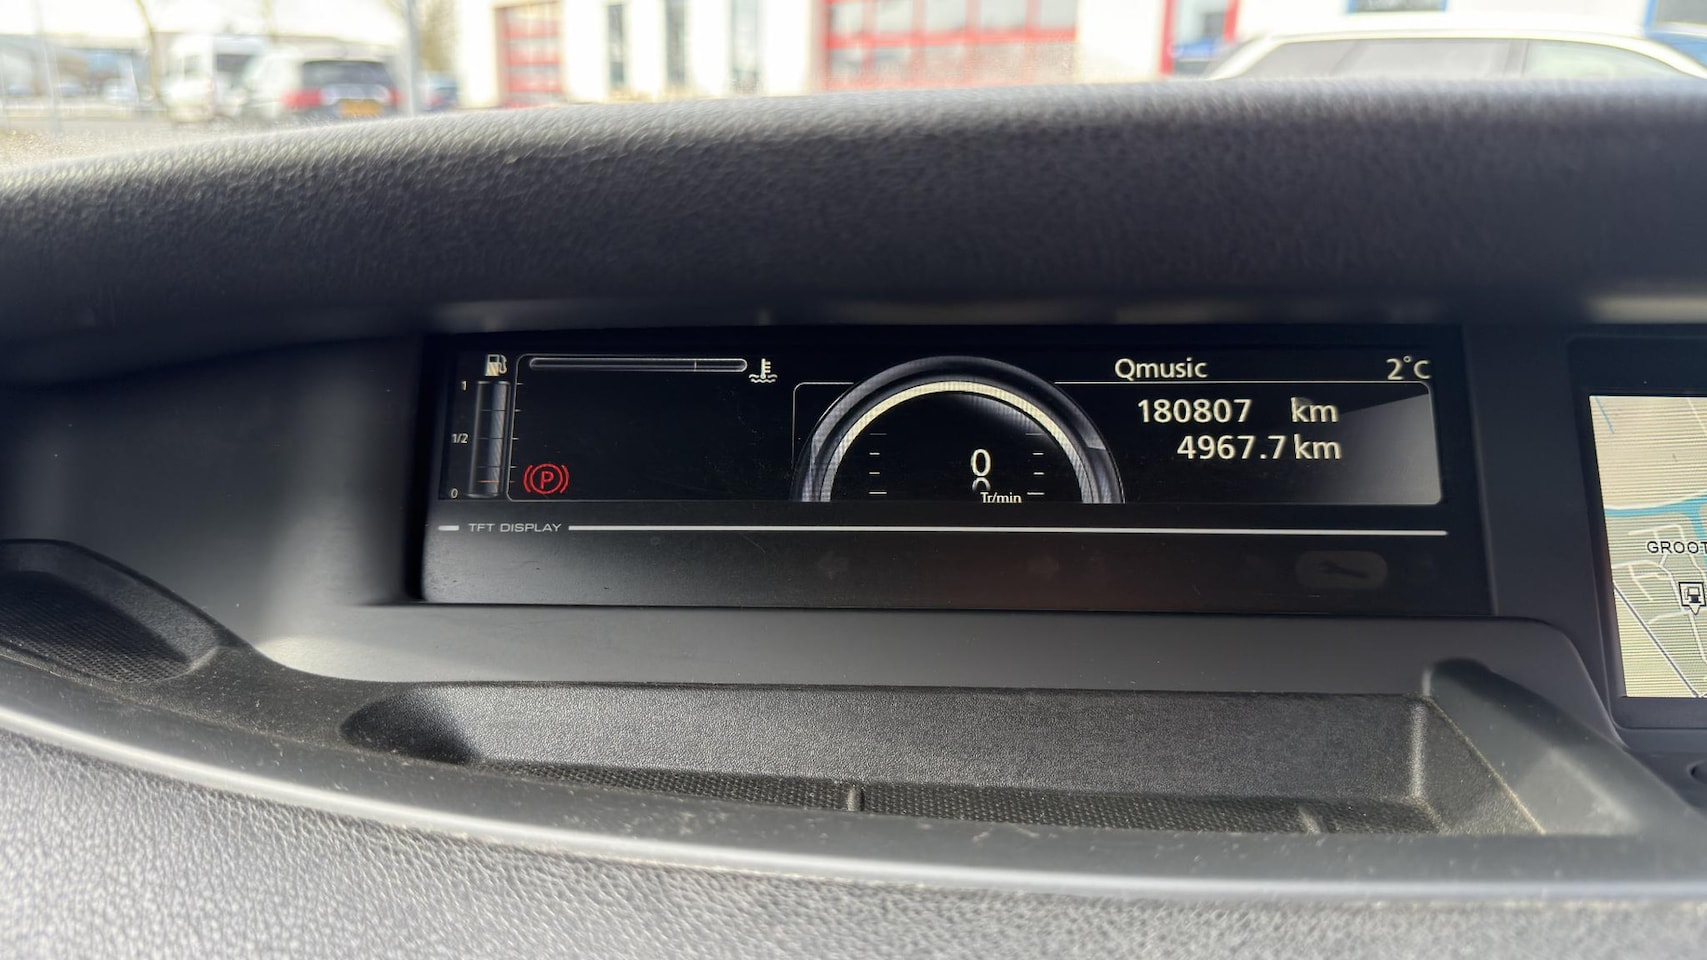 Qmusic 2°C
1
180807 km
1/2
4967.7 km
0
P
0
Tr/min
TFT DISPLAY
GROOT